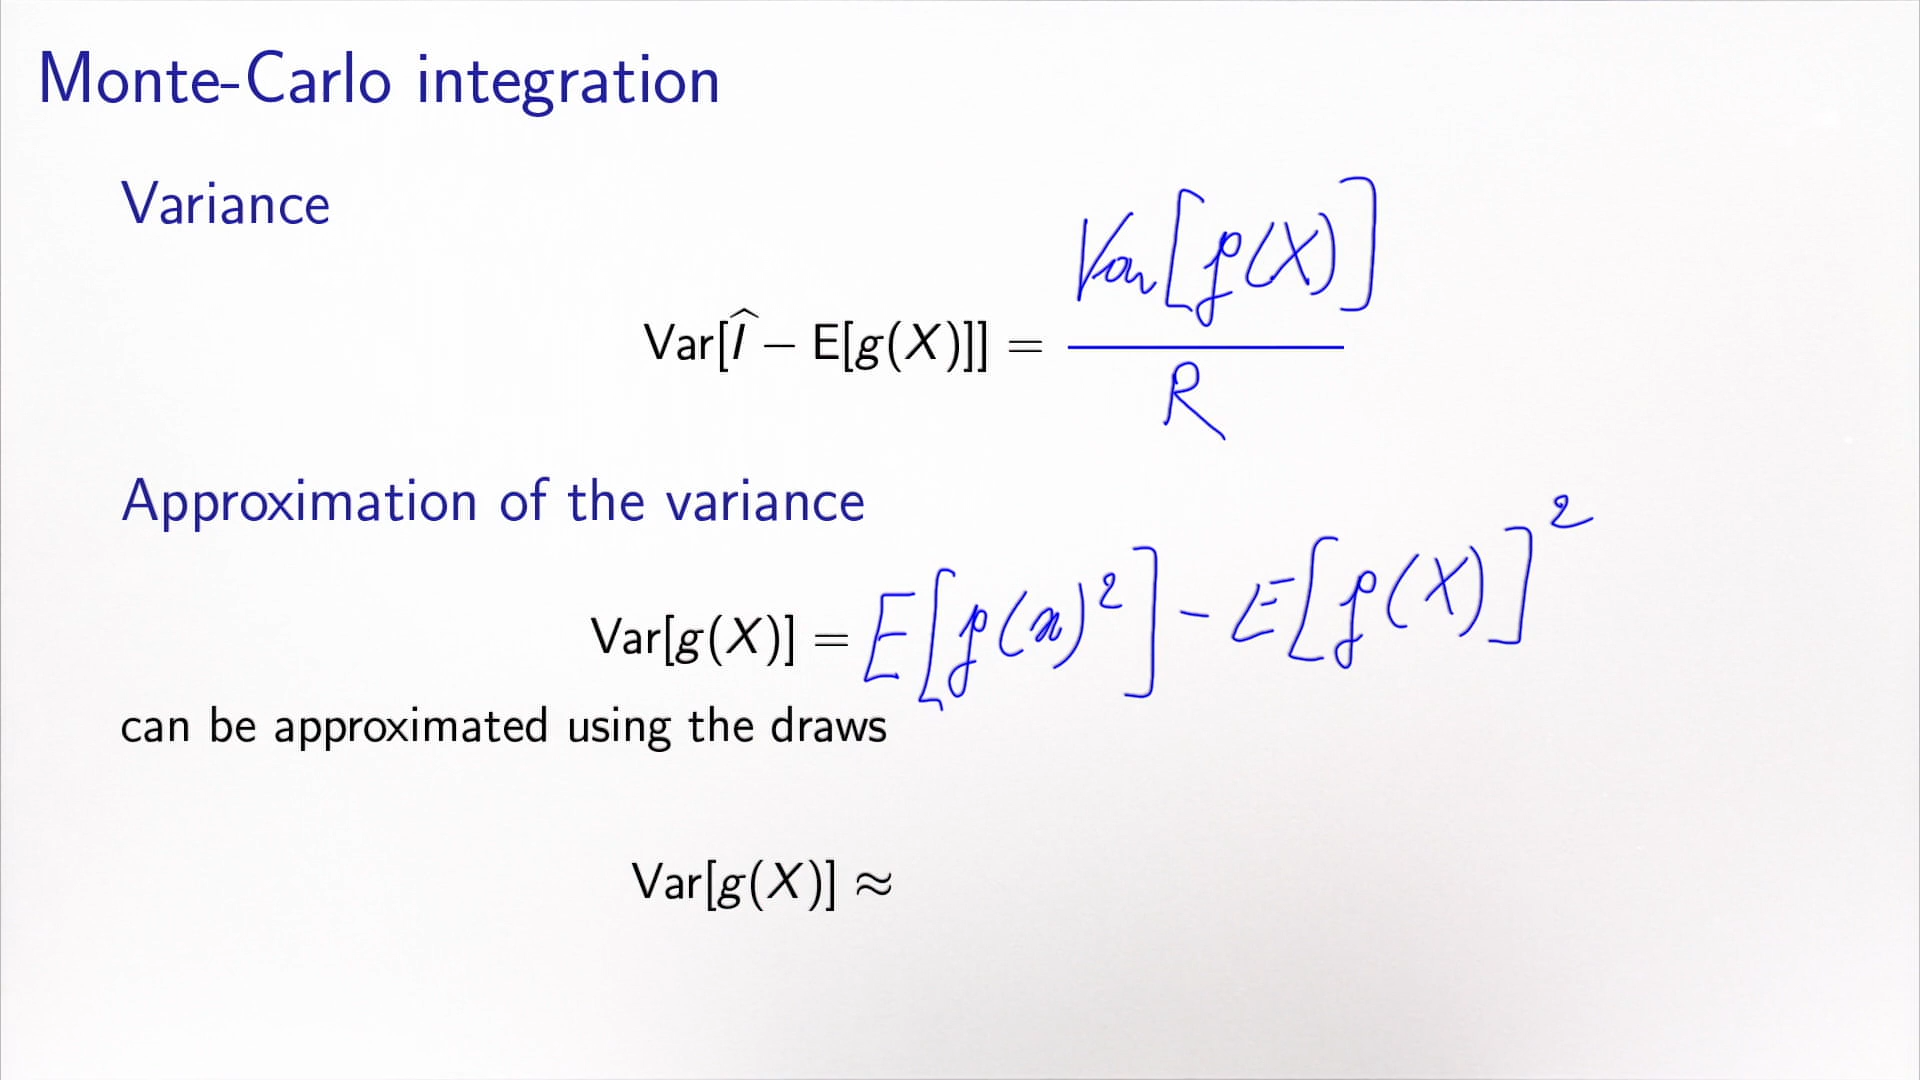 Monte-Carlo integration
Variance
Var[Î − E[g(X)]] = Var[g(X)] / R
Approximation of the variance
Var[g(X)] = E[g(x)²] - E[g(X)]²
can be approximated using the draws
Var[g(X)] ≈